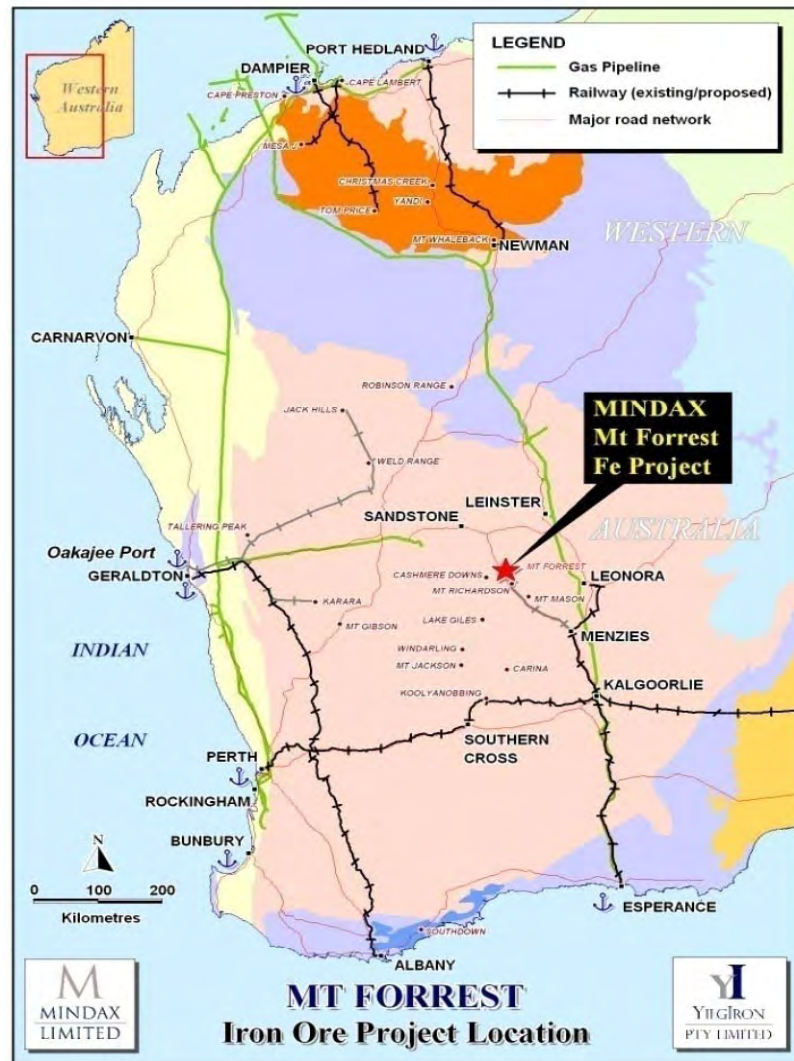 PORT HEDLAND
DAMPIER
CAPE LAMBERT
CAPE PRESTON
Western
Australia
LEGEND
Gas Pipeline
Railway (existing/proposed)
Major road network
MESA J
CHRISTMAS CREEK
YANDI
TOM PRICE
MT WHALEBACK
NEWMAN
WESTERN
CARNARVON
ROBINSON RANGE
JACK HILLS
MINDAX
Mt Forrest
Fe Project
WELD RANGE
LEINSTER
SANDSTONE
AUSTRALIA
TALLERING PEAK
Oakajee Port
GERALDTON
CASHMERE DOWNS
MT FORREST
LEONORA
MT RICHARDSON
MT MASON
KARARA
MT GIBSON
LAKE GILES
MENZIES
INDIAN
WINDARLING
MT JACKSON
CARINA
KALGOORLIE
KOOLYANOBBING
OCEAN
SOUTHERN
CROSS
PERTH
ROCKINGHAM
BUNBURY
N
0 100 200
Kilometres
ESPERANCE
SOUTHDOWN
ALBANY
M
MINDAX
LIMITED
MT FORREST
Iron Ore Project Location
YI
YILGIRON
PTY LIMITED